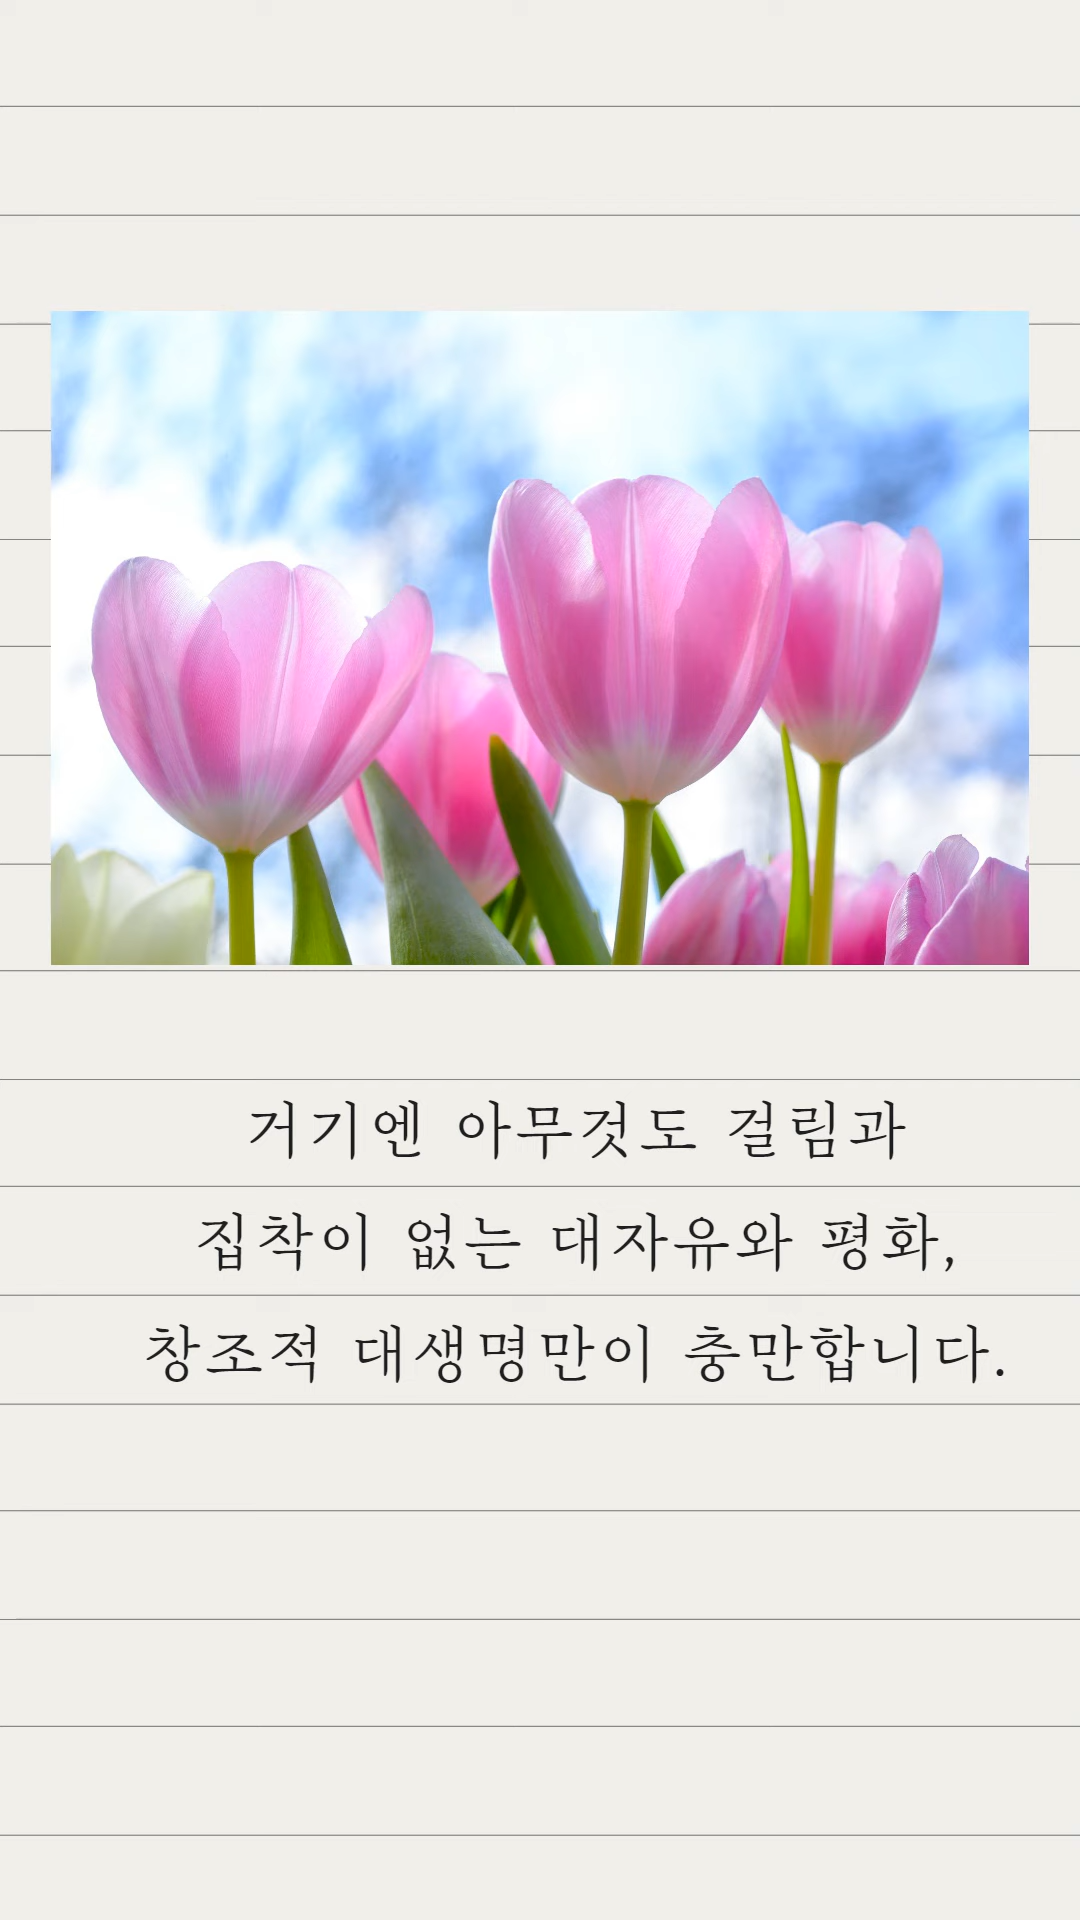 거기엔 아무것도 걸림과
집착이 없는 대자유와 평화,
창조적 대생명만이 충만합니다.